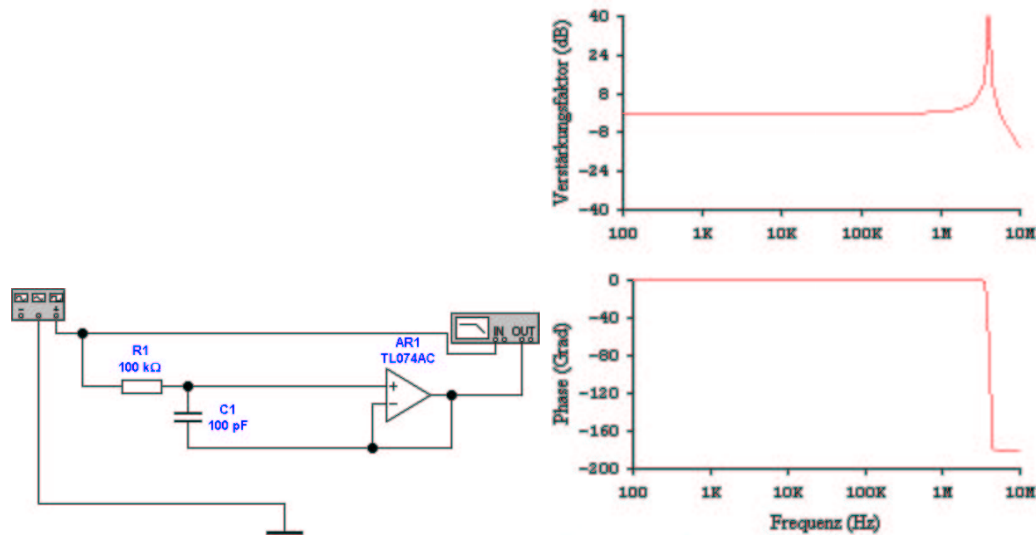 40
24
8
-8
-24
-40
Verstärkungsfaktor (dB)
100
1K
10K
100K
1M
10M
0
-40
-80
-120
-160
-200
Phase (Grad)
100
1K
10K
100K
1M
10M
Frequenz (Hz)
- +
IN OUT
AR1
TL074AC
R1
100 kΩ
+
−
C1
100 pF